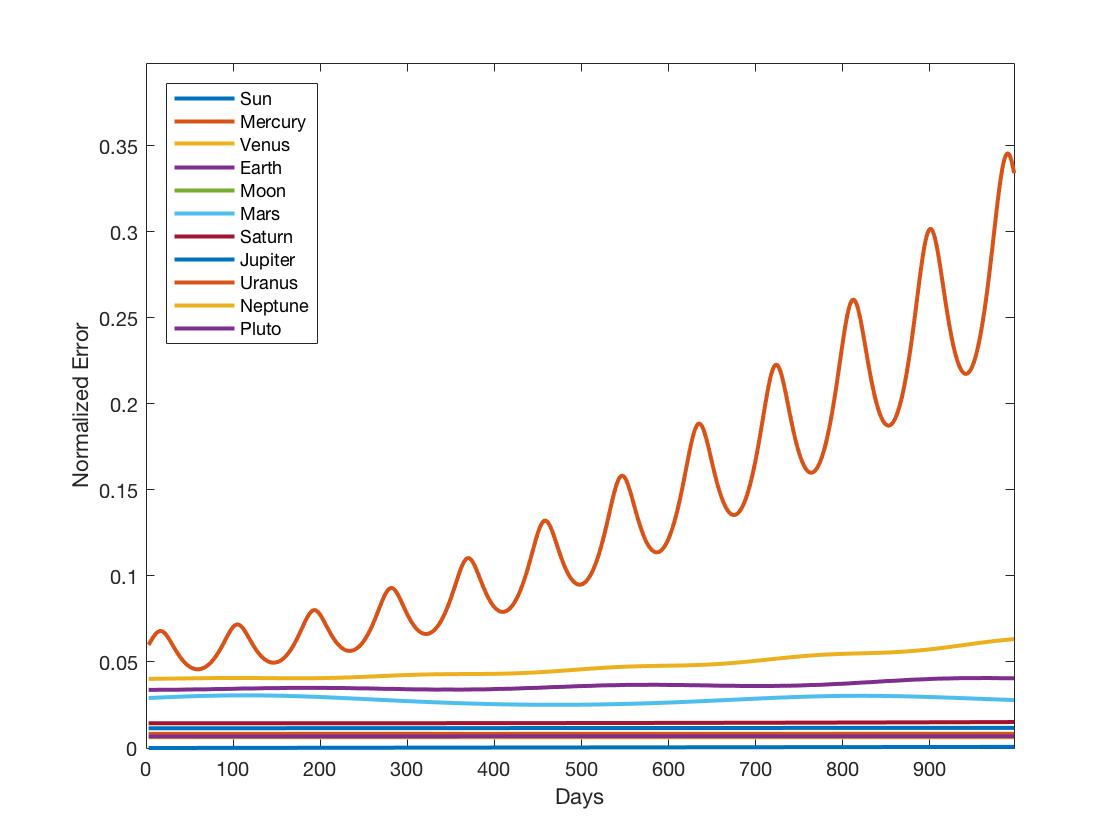 Sun
Mercury
Venus
Earth
Moon
Mars
Saturn
Jupiter
Uranus
Neptune
Pluto
0.35
0.3
0.25
0.2
0.15
0.1
0.05
0
Normalized Error
0 100 200 300 400 500 600 700 800 900
Days